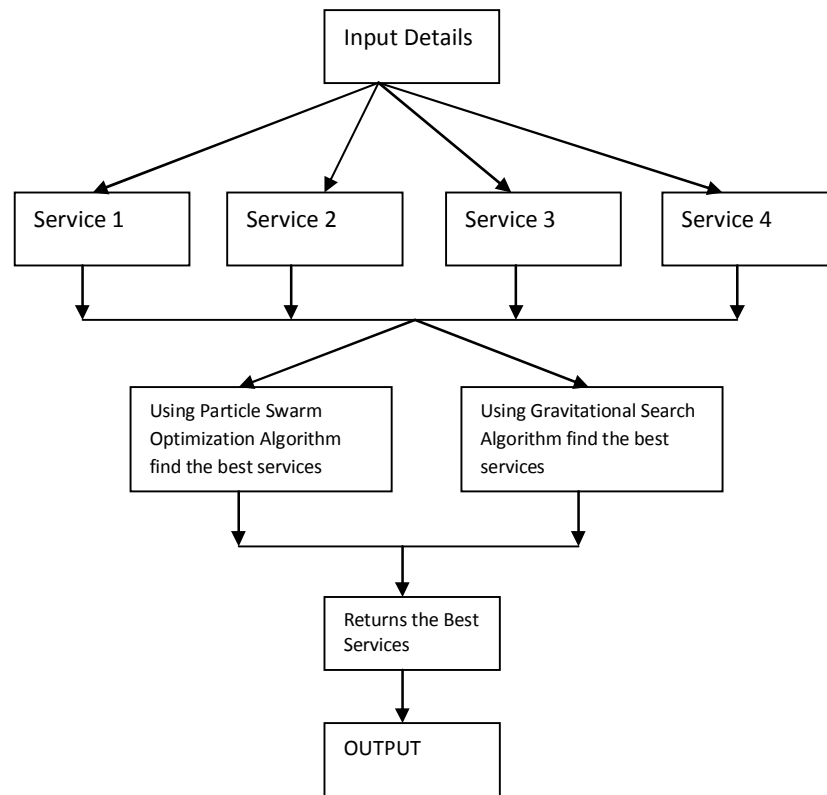 Input Details
Service 1
Service 2
Service 3
Service 4
Using Particle Swarm
Optimization Algorithm
find the best services
Using Gravitational Search
Algorithm find the best
services
Returns the Best
Services
OUTPUT